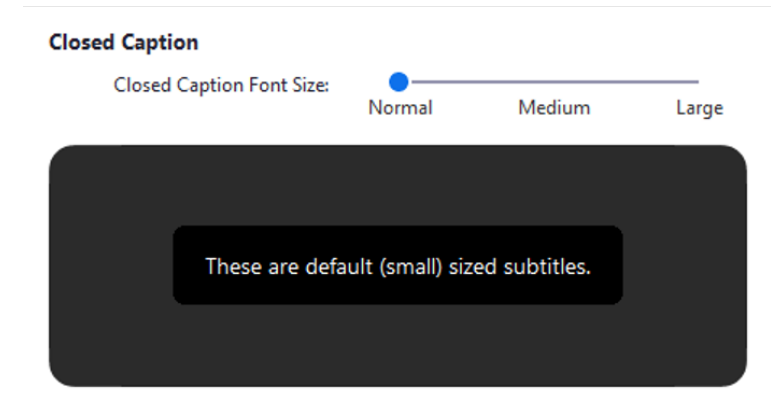 Closed Caption
Closed Caption Font Size:
Normal Medium Large
These are default (small) sized subtitles.